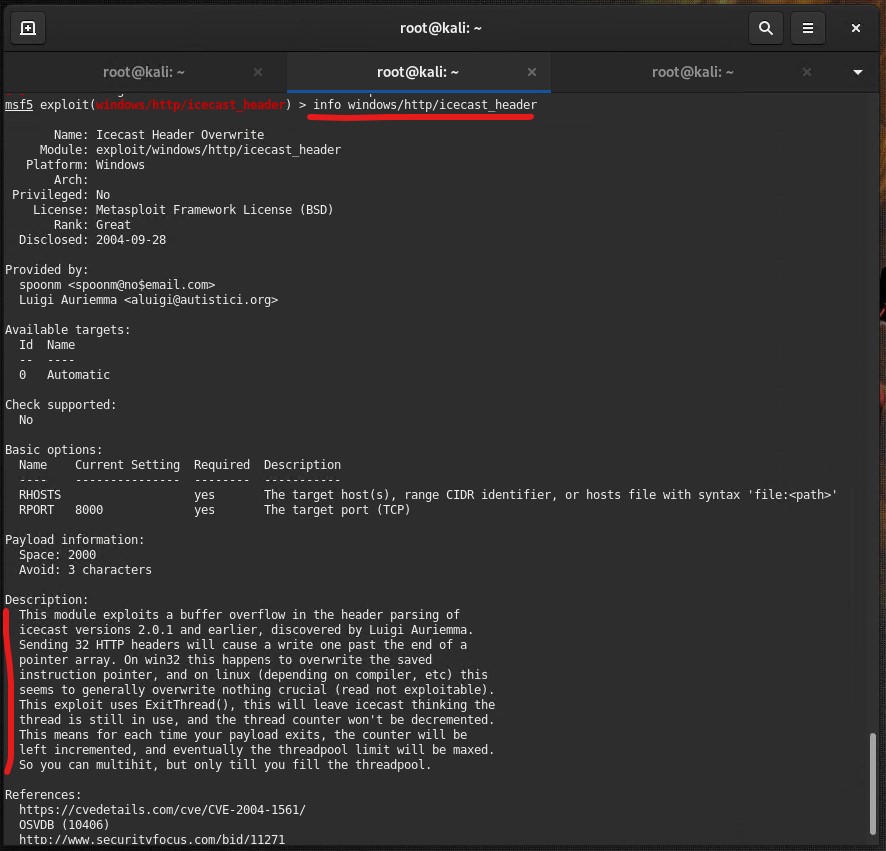 root@kali: ~
root@kali: ~ root@kali: ~ root@kali: ~
msf5 exploit(windows/http/icecast_header) > info windows/http/icecast_header
Name: Icecast Header Overwrite
Module: exploit/windows/http/icecast_header
Platform: Windows
Arch:
Privileged: No
License: Metasploit Framework License (BSD)
Rank: Great
Disclosed: 2004-09-28
Provided by:
spoonm <spoonm@no$email.com>
Luigi Auriemma <aluigi@autistici.org>
Available targets:
Id Name
-- ----
0 Automatic
Check supported:
No
Basic options:
Name Current Setting Required Description
---- --------------- -------- -----------
RHOSTS yes The target host(s), range CIDR identifier, or hosts file with syntax 'file:<path>'
RPORT 8000 yes The target port (TCP)
Payload information:
Space: 2000
Avoid: 3 characters
Description:
This module exploits a buffer overflow in the header parsing of
icecast versions 2.0.1 and earlier, discovered by Luigi Auriemma.
Sending 32 HTTP headers will cause a write one past the end of a
pointer array. On win32 this happens to overwrite the saved
instruction pointer, and on linux (depending on compiler, etc) this
seems to generally overwrite nothing crucial (read not exploitable).
This exploit uses ExitThread(), this will leave icecast thinking the
thread is still in use, and the thread counter won't be decremented.
This means for each time your payload exits, the counter will be
left incremented, and eventually the threadpool limit will be maxed.
So you can multihit, but only till you fill the threadpool.
References:
https://cvedetails.com/cve/CVE-2004-1561/
OSVDB (10406)
http://www.securityfocus.com/bid/11271